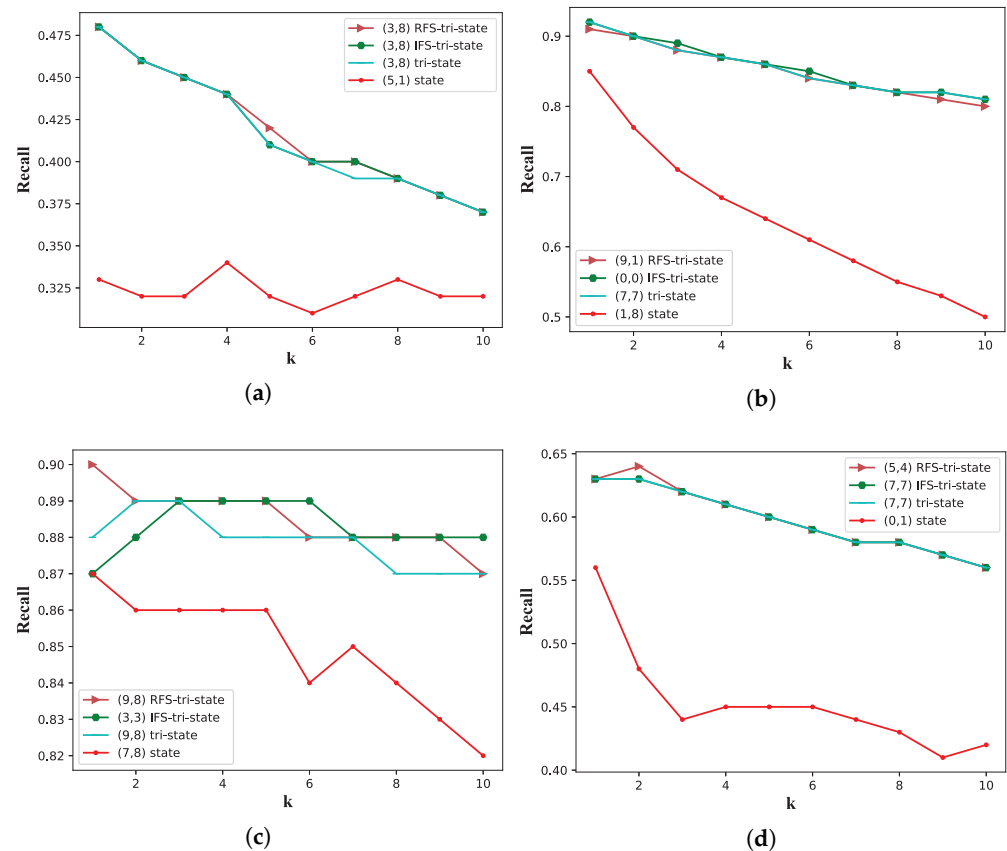 (3,8) RFS-tri-state
(3,8) IFS-tri-state
(3,8) tri-state
(5,1) state
0.475
0.450
0.425
0.400
0.375
0.350
0.325
Recall
2 4 6 8 10
k
(a)
(9,1) RFS-tri-state
(0,0) IFS-tri-state
(7,7) tri-state
(1,8) state
0.9
0.8
0.7
0.6
0.5
Recall
2 4 6 8 10
k
(b)
(9,8) RFS-tri-state
(3,3) IFS-tri-state
(9,8) tri-state
(7,8) state
0.90
0.89
0.88
0.87
0.86
0.85
0.84
0.83
0.82
Recall
2 4 6 8 10
k
(c)
(5,4) RFS-tri-state
(7,7) IFS-tri-state
(7,7) tri-state
(0,1) state
0.65
0.60
0.55
0.50
0.45
0.40
Recall
2 4 6 8 10
k
(d)